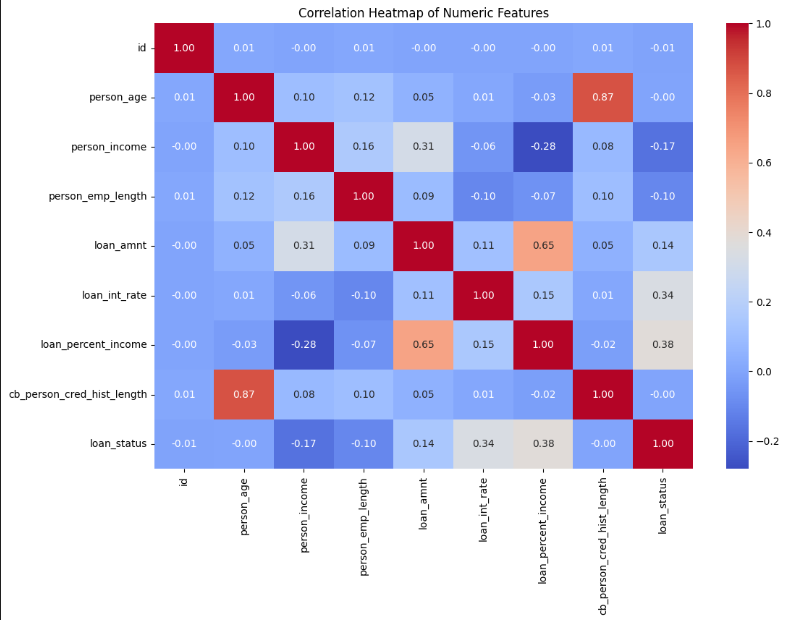 Correlation Heatmap of Numeric Features
id 1.00 0.01 -0.00 0.01 -0.00 -0.00 -0.00 0.01 -0.01
person_age 0.01 1.00 0.10 0.12 0.05 0.01 -0.03 0.87 -0.00
person_income -0.00 0.10 1.00 0.16 0.31 -0.06 -0.28 0.08 -0.17
person_emp_length 0.01 0.12 0.16 1.00 0.09 -0.10 -0.07 0.10 -0.10
loan_amnt -0.00 0.05 0.31 0.09 1.00 0.11 0.65 0.05 0.14
loan_int_rate -0.00 0.01 -0.06 -0.10 0.11 1.00 0.15 0.01 0.34
loan_percent_income -0.00 -0.03 -0.28 -0.07 0.65 0.15 1.00 -0.02 0.38
cb_person_cred_hist_length 0.01 0.87 0.08 0.10 0.05 0.01 -0.02 1.00 -0.00
loan_status -0.01 -0.00 -0.17 -0.10 0.14 0.34 0.38 -0.00 1.00
id
person_age
person_income
person_emp_length
loan_amnt
loan_int_rate
loan_percent_income
cb_person_cred_hist_length
loan_status
1.0
0.8
0.6
0.4
0.2
0.0
−0.2